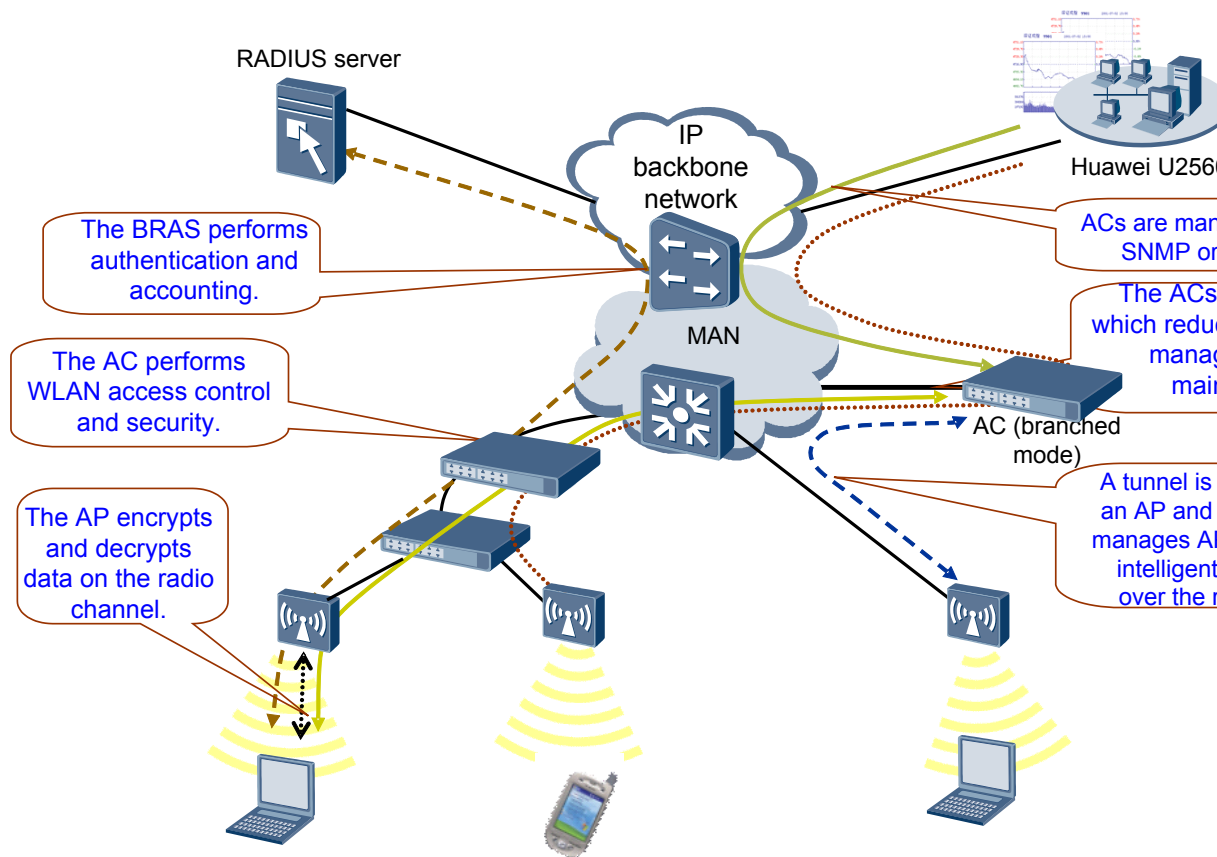 RADIUS server
IP
backbone
network
Huawei U2560
The BRAS performs
authentication and
accounting.
ACs are man
SNMP or
The ACs
which reduc
manag
main
MAN
The AC performs
WLAN access control
and security.
AC (branched
mode)
The AP encrypts
and decrypts
data on the radio
channel.
A tunnel is
an AP and
manages A
intelligent
over the r